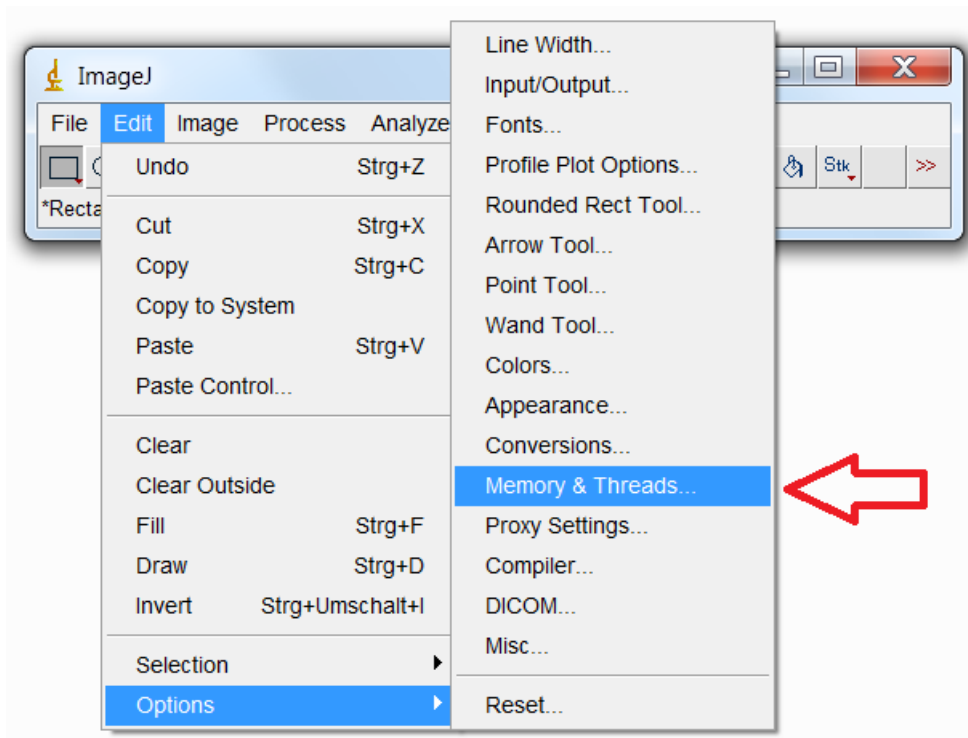 ImageJ
X
File Edit Image Process Analyze
Stk >>
*Recta
Undo Strg+Z
Cut Strg+X
Copy Strg+C
Copy to System
Paste Strg+V
Paste Control...
Clear
Clear Outside
Fill Strg+F
Draw Strg+D
Invert Strg+Umschalt+I
Selection
Options
Line Width...
Input/Output...
Fonts...
Profile Plot Options...
Rounded Rect Tool...
Arrow Tool...
Point Tool...
Wand Tool...
Colors...
Appearance...
Conversions...
Memory & Threads...
Proxy Settings...
Compiler...
DICOM...
Misc...
Reset...